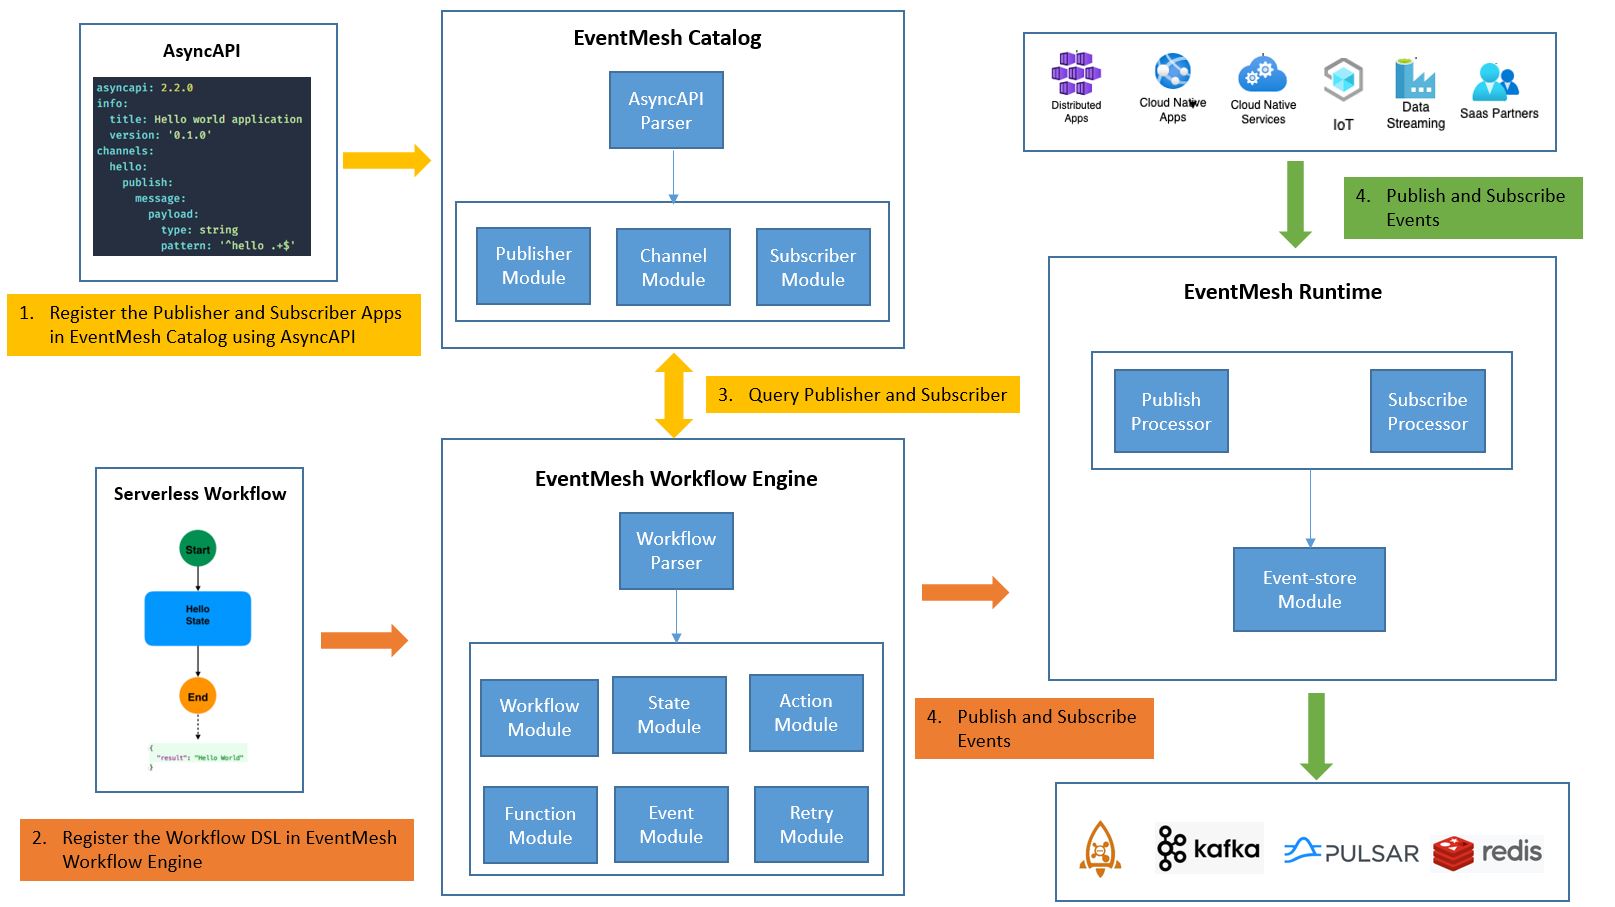 AsyncAPI
asyncapi: 2.2.0
info:
title: Hello world application
version: '0.1.0'
channels:
hello:
publish:
message:
payload:
type: string
pattern: '^hello .+$'
1. Register the Publisher and Subscriber Apps
in EventMesh Catalog using AsyncAPI
EventMesh Catalog
AsyncAPI
Parser
Publisher
Module
Channel
Module
Subscriber
Module
3. Query Publisher and Subscriber
Serverless Workflow
Start
Hello
State
End
{
"result": "Hello World"
}
2. Register the Workflow DSL in EventMesh
Workflow Engine
EventMesh Workflow Engine
Workflow
Parser
Workflow
Module
State
Module
Action
Module
Function
Module
Event
Module
Retry
Module
4. Publish and Subscribe
Events
Distributed
Apps
Cloud Native
Apps
Cloud Native
Services
IoT
Data
Streaming
Saas Partners
4. Publish and Subscribe
Events
EventMesh Runtime
Publish
Processor
Subscribe
Processor
Event-store
Module
kafka
PULSAR
redis